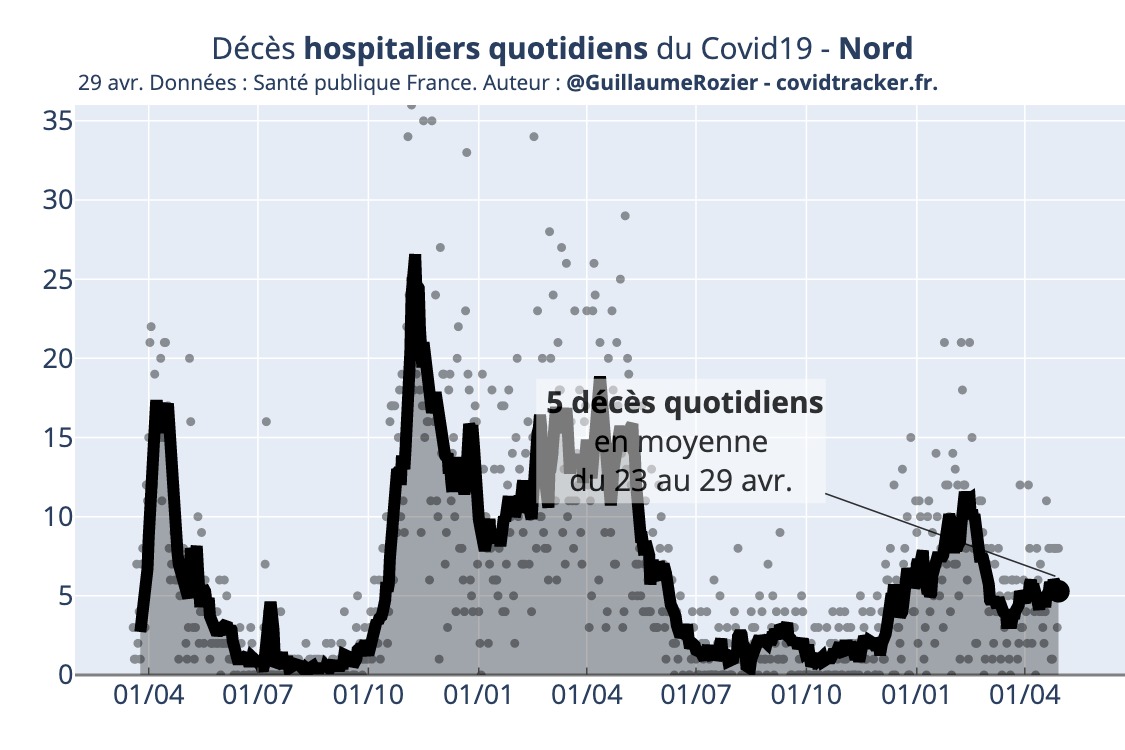 Décès hospitaliers quotidiens du Covid19 - Nord
29 avr. Données : Santé publique France. Auteur : @GuillaumeRozier - covidtracker.fr.
35
30
25
20
15
10
5
0
5 décès quotidiens
en moyenne
du 23 au 29 avr.
01/04 01/07 01/10 01/01 01/04 01/07 01/10 01/01 01/04